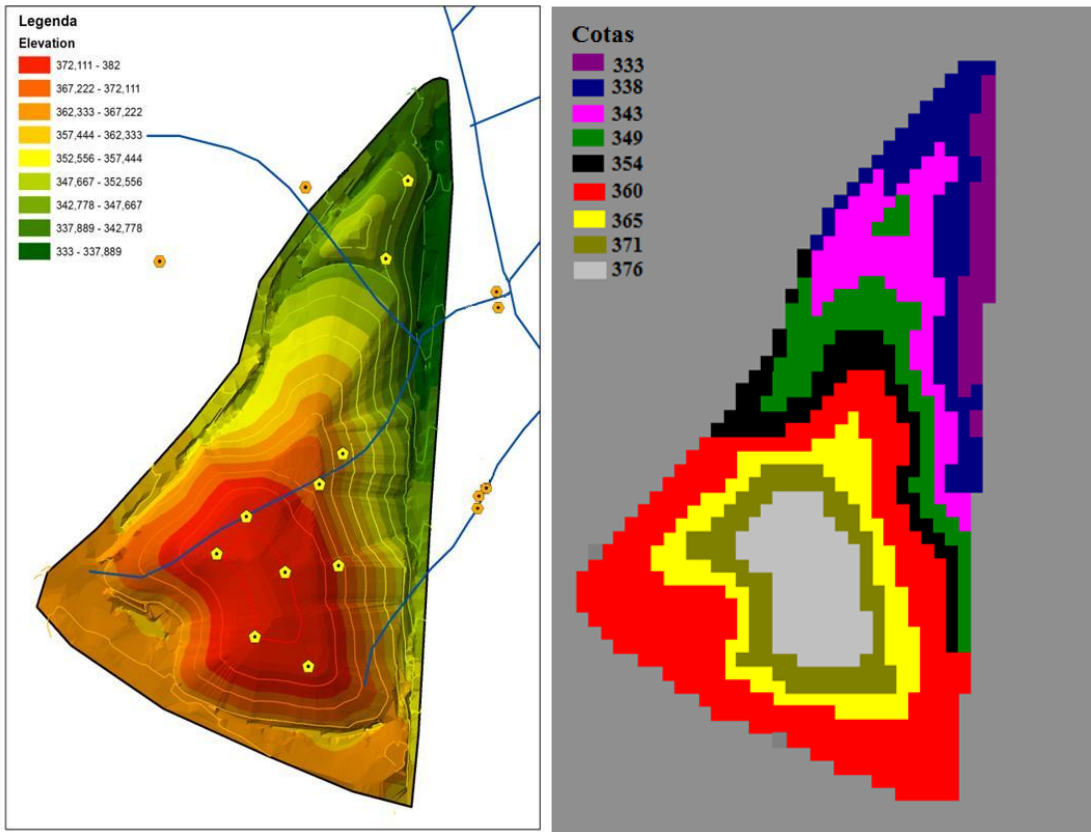 Legenda
Elevation
372,111 - 382
367,222 - 372,111
362,333 - 367,222
357,444 - 362,333
352,556 - 357,444
347,667 - 352,556
342,778 - 347,667
337,889 - 342,778
333 - 337,889
Cotas
333
338
343
349
354
360
365
371
376